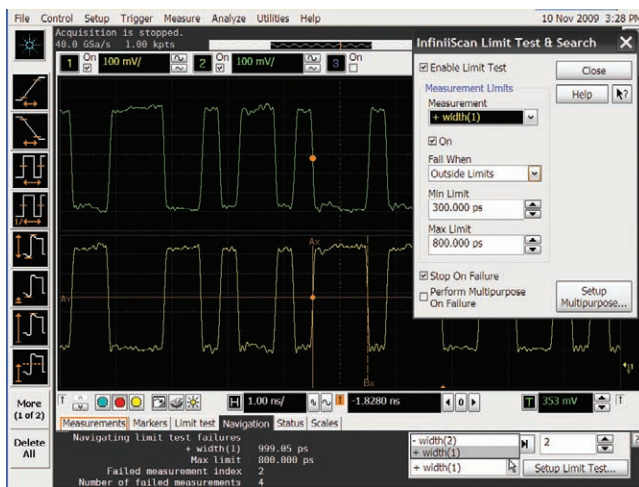 File Control Setup Trigger Measure Analyze Utilities Help 10 Nov 2009 3:28 PM
Acquisition is stopped.
40.0 GSa/s 1.00 kpts
1 On 100 mV/ 2 On 100 mV/ 3 On
InfiniiScan Limit Test & Search
Enable Limit Test
Close
Measurement Limits
Help
Measurement
+ width(1)
On
Fail When
Outside Limits
Min Limit
300.000 ps
Max Limit
800.000 ps
Stop On Failure
Perform Multipurpose
On Failure
Setup
Multipurpose...
Ax
Ay
Bx
More
(1 of 2)
Delete
All
H 1.00 ns/ -1.8280 ns 0 T 353 mV
Measurements Markers Limit test Navigation Status Scales
Navigating limit test failures
+ width(1) 999.05 ps
Max limit 800.000 ps
Failed measurement index 2
Number of failed measurements 4
- width(2)
+ width(1)
+ width(1)
2
Setup Limit Test...